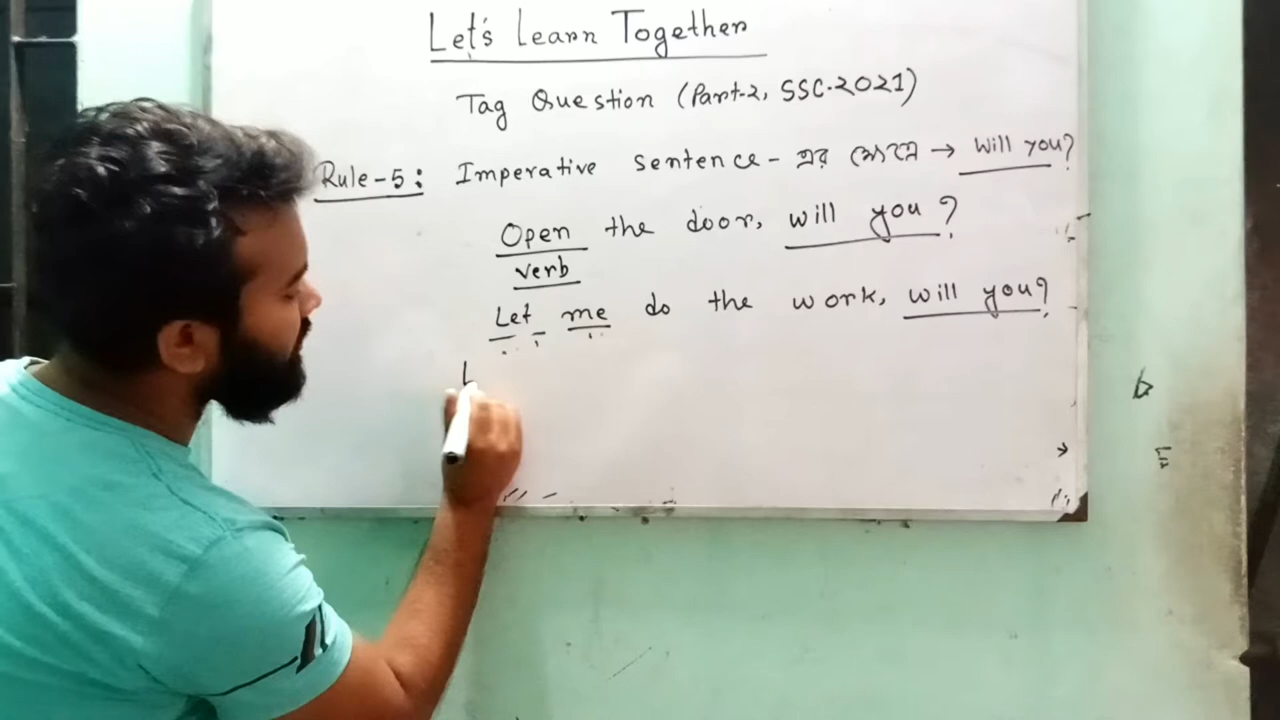 Let's Learn Together
Tag Question (Part-2, SSC-2021)
Rule-5: Imperative sentence - এর → Will you?
Open the door, will you?
verb
Let me do the work, will you?
L